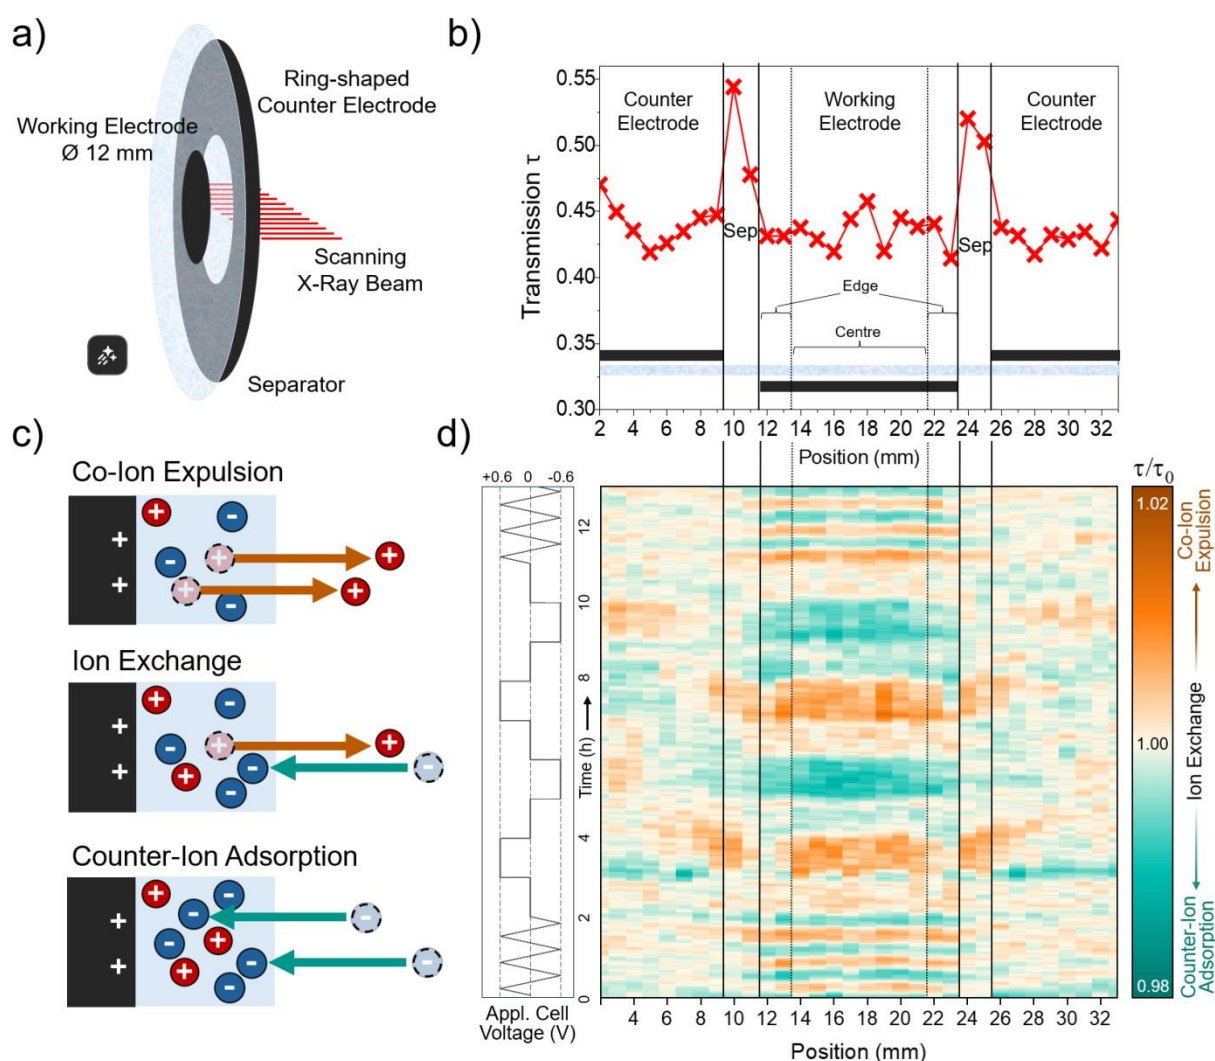 a)
Ring-shaped
Counter Electrode
Working Electrode
Ø 12 mm
Scanning
X-Ray Beam
Separator
b)
Transmission τ
0.55
0.50
0.45
0.40
0.35
0.30
Counter
Electrode
Working
Electrode
Counter
Electrode
Sep
Sep
Edge
Centre
2 4 6 8 10 12 14 16 18 20 22 24 26 28 30 32
Position (mm)
c)
Co-Ion Expulsion
+ + - + + - + + + - +
Ion Exchange
+ + - + + - + - + - -
Counter-Ion Adsorption
+ + - - - + - + + - - -
d)
+0.6 0 -0.6
12
10
8
6
4
2
0
Time (h)
Appl. Cell
Voltage (V)
2 4 6 8 10 12 14 16 18 20 22 24 26 28 30 32
Position (mm)
τ/τ0
1.02
1.00
0.98
Co-Ion
Expulsion
Ion Exchange
Counter-Ion
Adsorption